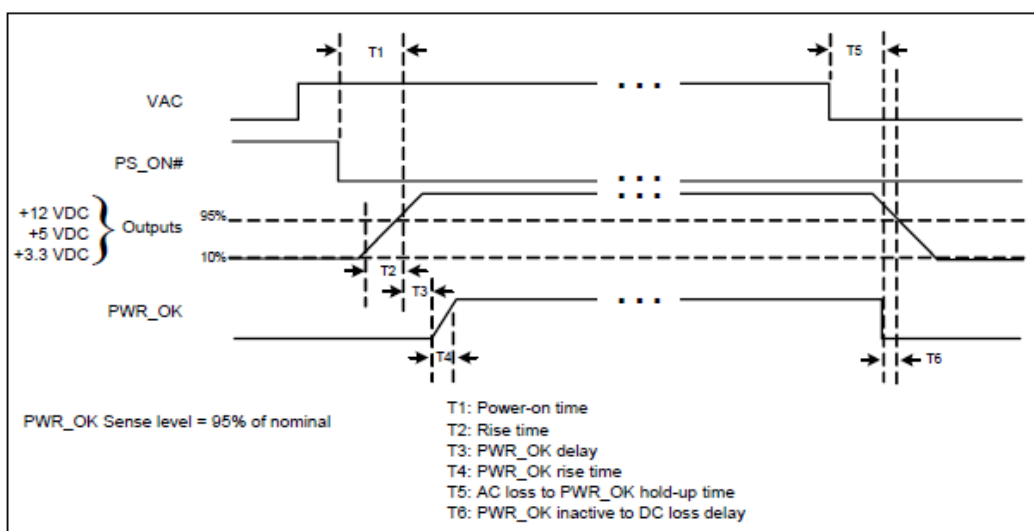 T1
T5
VAC
. . .
PS_ON#
. . .
. . .
+12 VDC
+5 VDC
+3.3 VDC
Outputs
95%
10%
T2
T3
PWR_OK
. . .
T4
T6
PWR_OK Sense level = 95% of nominal
T1: Power-on time
T2: Rise time
T3: PWR_OK delay
T4: PWR_OK rise time
T5: AC loss to PWR_OK hold-up time
T6: PWR_OK inactive to DC loss delay